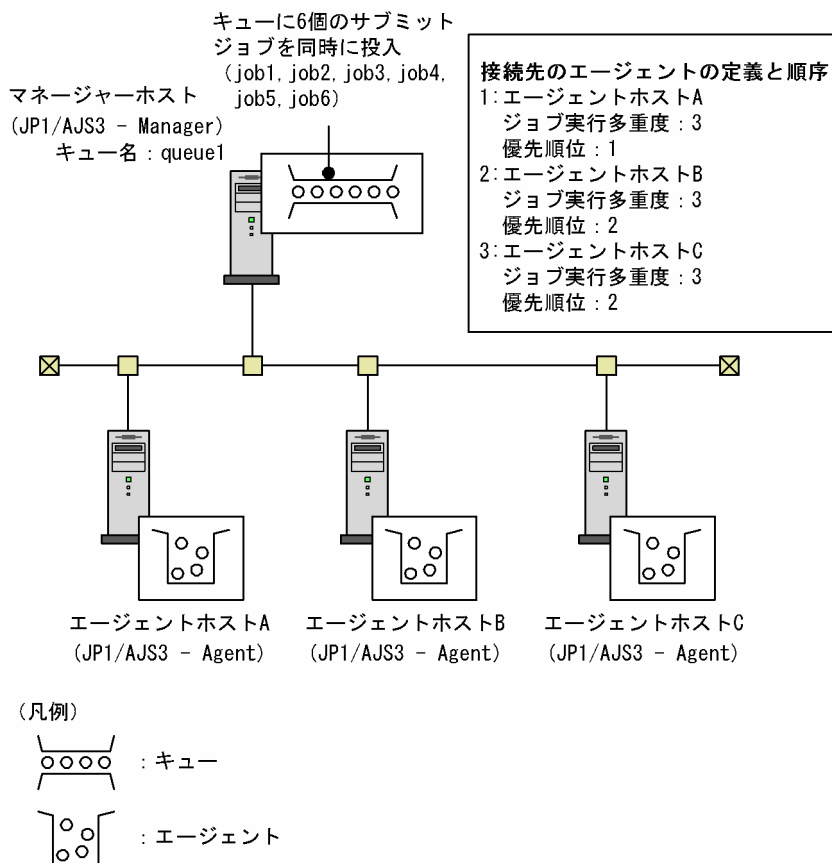 キューに6個のサブミット
ジョブを同時に投入
(job1, job2, job3, job4,
job5, job6)
マネージャーホスト
(JP1/AJS3 - Manager)
キュー名:queue1
接続先のエージェントの定義と順序
1:エージェントホストA
ジョブ実行多重度:3
優先順位:1
2:エージェントホストB
ジョブ実行多重度:3
優先順位:2
3:エージェントホストC
ジョブ実行多重度:3
優先順位:2
エージェントホストA
(JP1/AJS3 - Agent)
エージェントホストB
(JP1/AJS3 - Agent)
エージェントホストC
(JP1/AJS3 - Agent)
(凡例)
:キュー
:エージェント